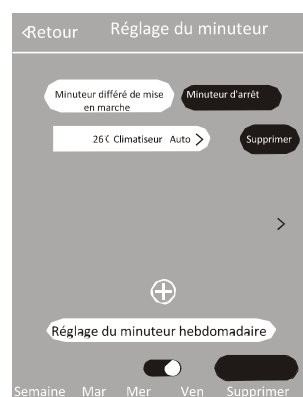 Retour Réglage du minuteur
Minuteur différé de mise
en marche
Minuteur d'arrêt
26 C Climatiseur Auto >
Supprimer
>
Réglage du minuteur hebdomadaire
Semaine Mar Mer Ven Supprimer